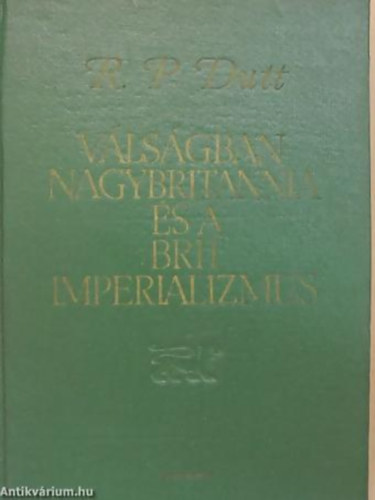 R. P. Dutt
VÁLSÁGBAN
NAGYBRITANNIA
ÉS A
BRIT
IMPERIALIZMUS
Antikvárium.hu